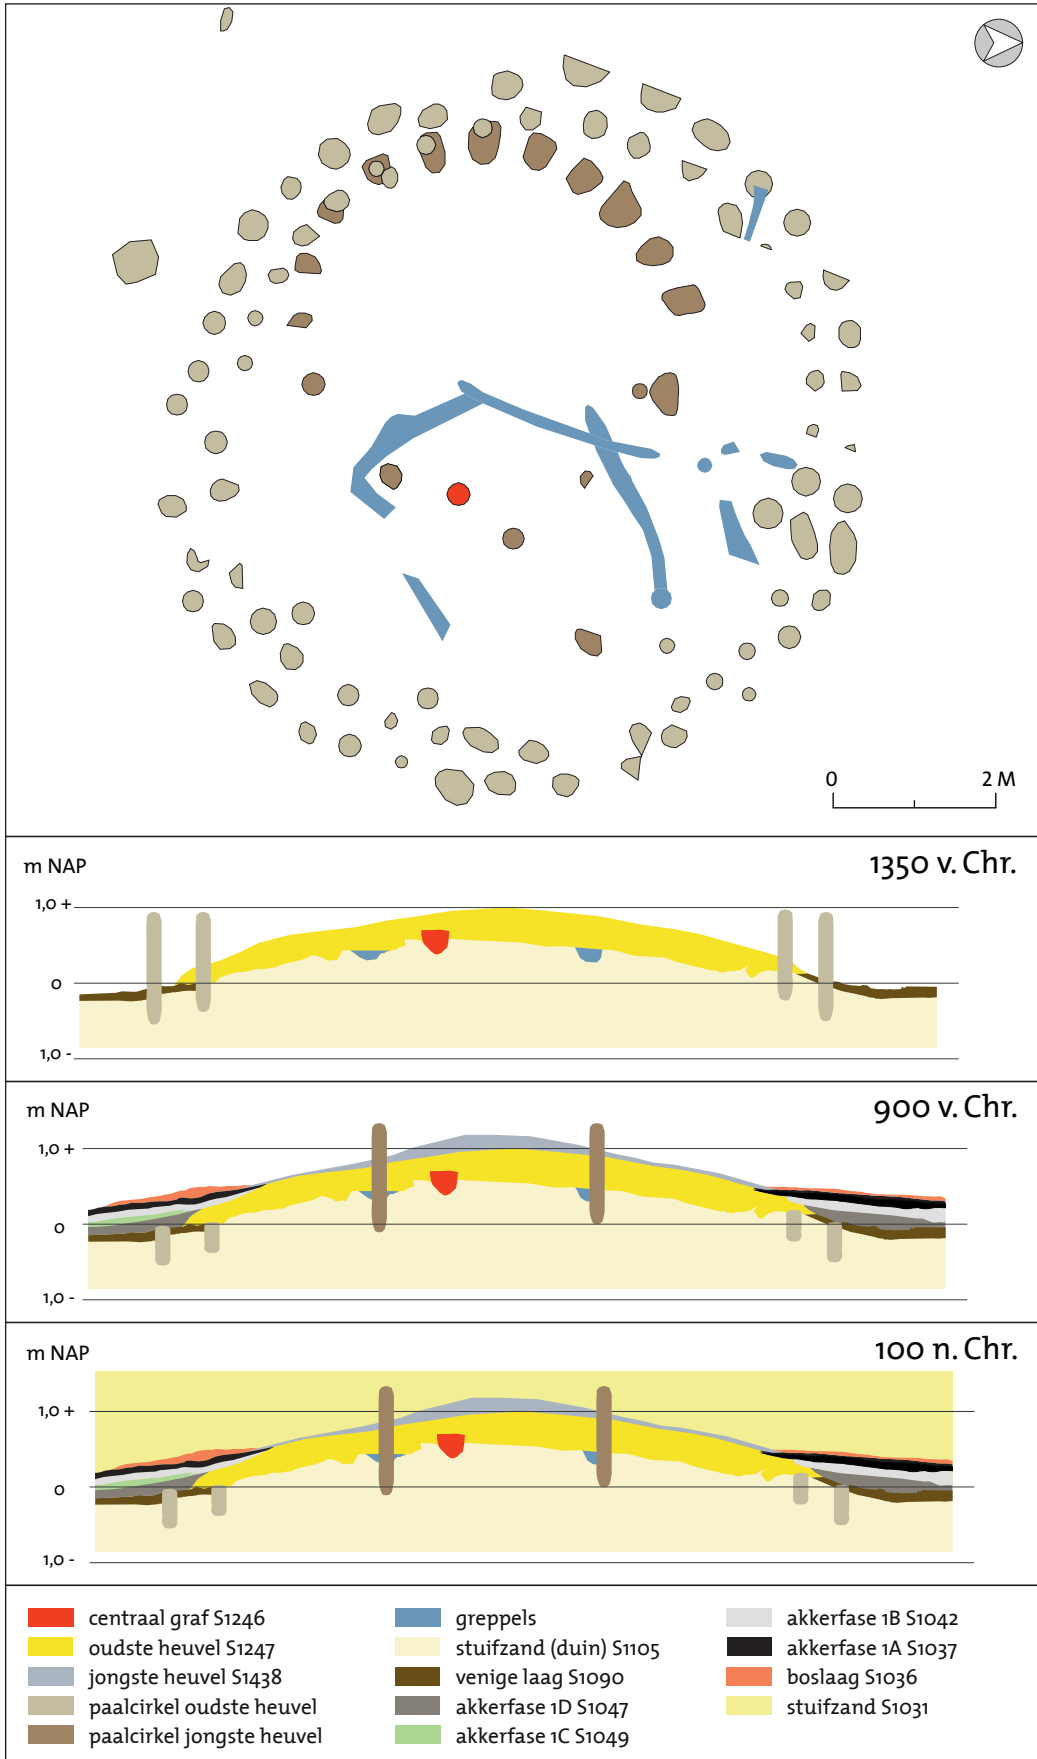 0 2 M
m NAP
1350 v. Chr.
1,0 +
0
1,0 -
m NAP
900 v. Chr.
1,0 +
0
1,0 -
m NAP
100 n. Chr.
1,0 +
0
1,0 -
centraal graf S1246
oudste heuvel S1247
jongste heuvel S1438
paalcirkel oudste heuvel
paalcirkel jongste heuvel
greppels
stuifzand (duin) S1105
venige laag S1090
akkerfase 1D S1047
akkerfase 1C S1049
akkerfase 1B S1042
akkerfase 1A S1037
boslaag S1036
stuifzand S1031